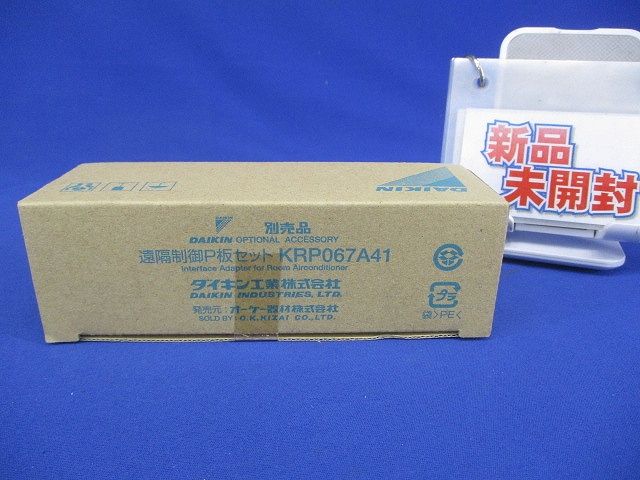 DAIKIN
別売品
DAIKIN OPTIONAL ACCESSORY
遠隔制御P板セット KRP067A41
Interface Adapter for Room Airconditioner
ダイキン工業株式会社
DAIKIN INDUSTRIES, LTD.
発売元:オーケー器材株式会社
SOLD BY: O.K.KIZAI CO.,LTD.
プラ
袋>PE<
新品
未開封